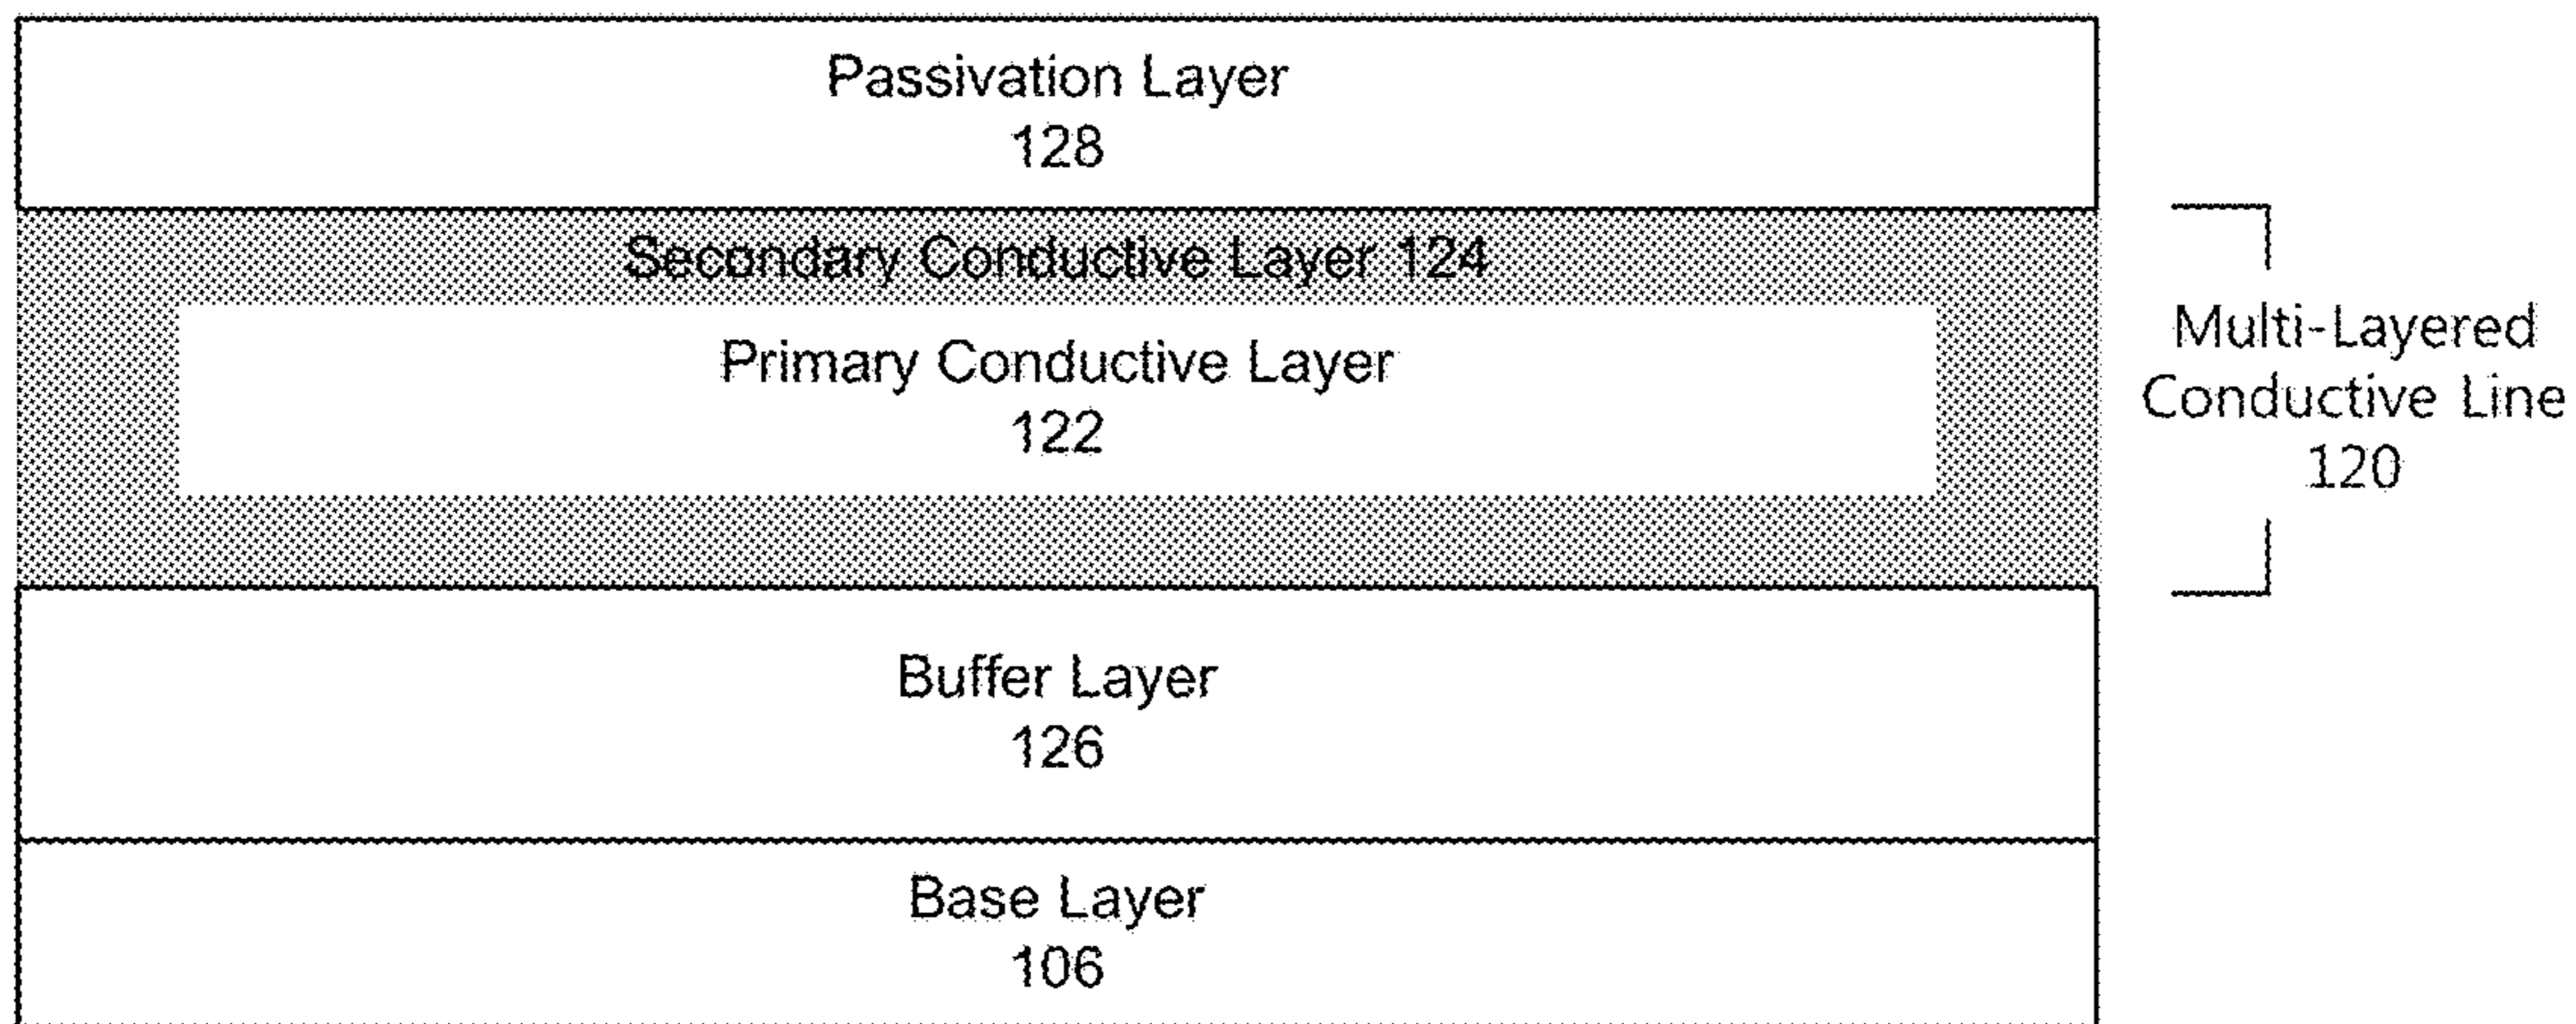 Passivation Layer
128
Secondary Conductive Layer 124
Primary Conductive Layer
122
Multi-Layered
Conductive Line
120
Buffer Layer
126
Base Layer
106